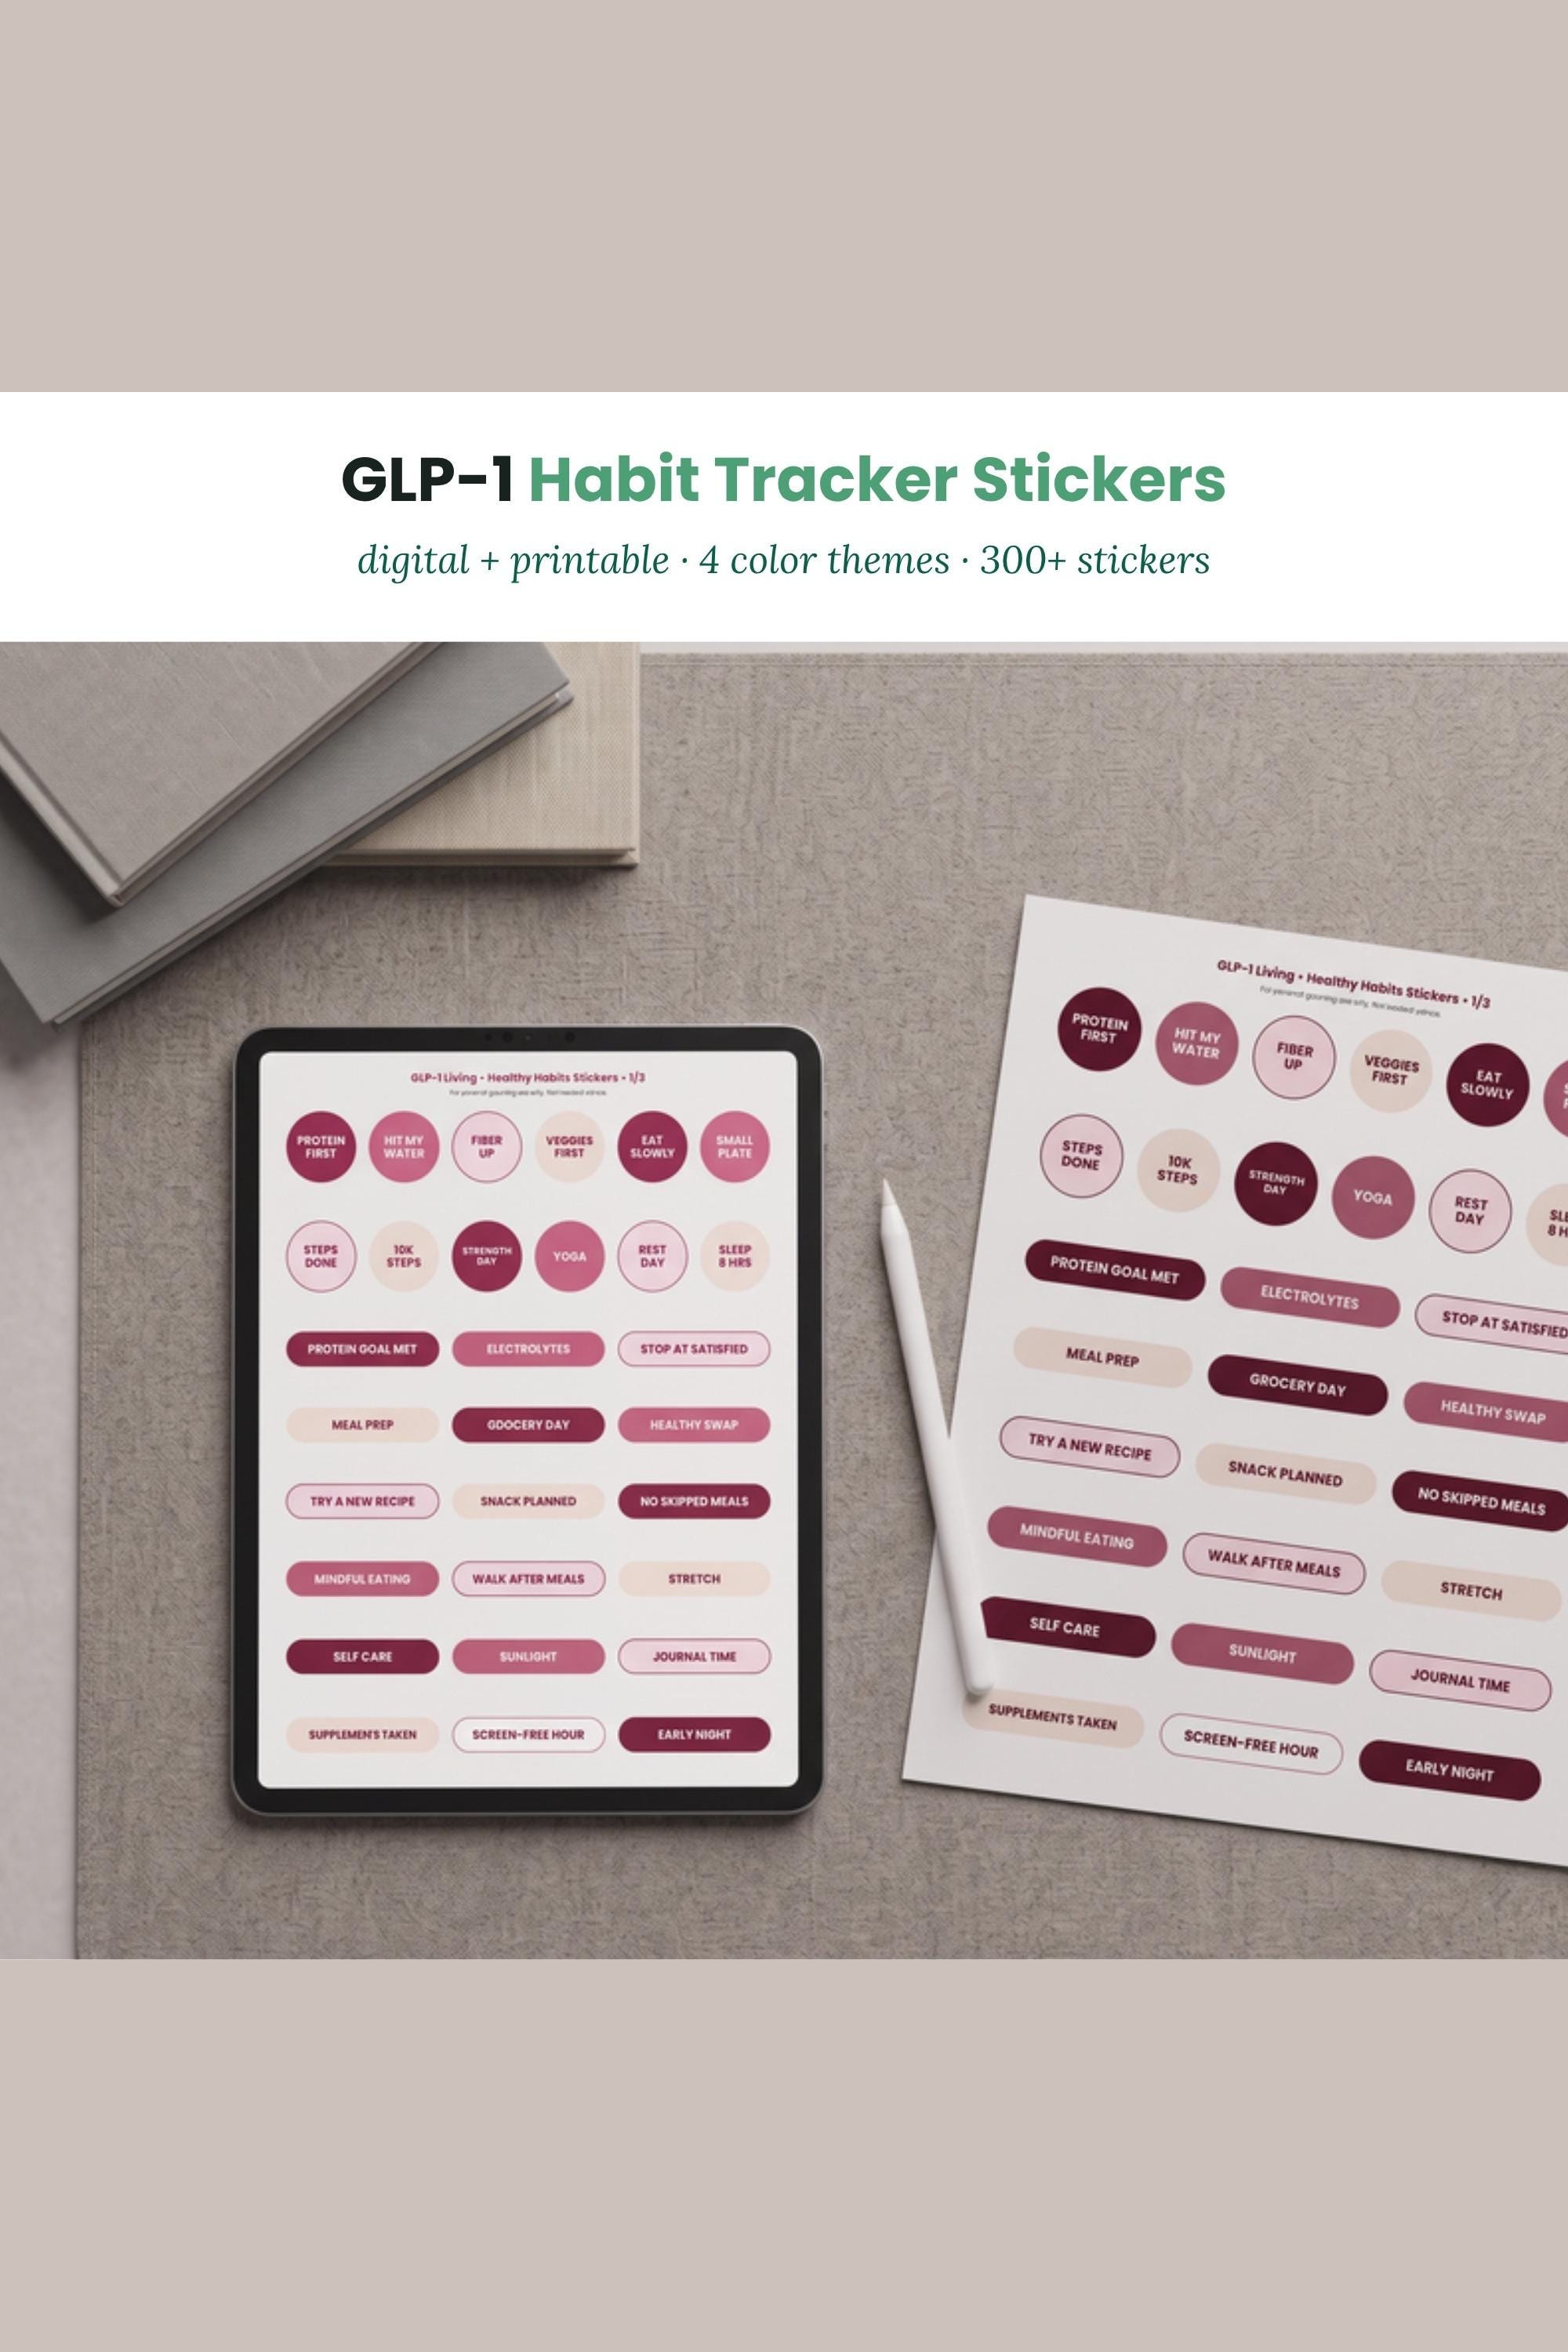 GLP-1 Habit Tracker Stickers
digital + printable · 4 color themes · 300+ stickers
GLP-1 Living • Healthy Habits Stickers • 1/3
PROTEIN
FIRST
HIT MY
WATER
FIBER
UP
VEGGIES
FIRST
EAT
SLOWLY
SMALL
PLATE
STEPS
DONE
10K
STEPS
STRENGTH
DAY
YOGA
REST
DAY
SLEEP
8 HRS
PROTEIN GOAL MET
ELECTROLYTES
STOP AT SATISFIED
MEAL PREP
GDOCERY DAY
HEALTHY SWAP
TRY A NEW RECIPE
SNACK PLANNED
NO SKIPPED MEALS
MINDFUL EATING
WALK AFTER MEALS
STRETCH
SELF CARE
SUNLIGHT
JOURNAL TIME
SUPPLEMENTS TAKEN
SCREEN-FREE HOUR
EARLY NIGHT
GLP-1 Living • Healthy Habits Stickers • 1/3
PROTEIN
FIRST
HIT MY
WATER
FIBER
UP
VEGGIES
FIRST
EAT
SLOWLY
STEPS
DONE
10K
STEPS
STRENGTH
DAY
YOGA
REST
DAY
PROTEIN GOAL MET
ELECTROLYTES
STOP AT SATISFIED
MEAL PREP
GROCERY DAY
HEALTHY SWAP
TRY A NEW RECIPE
SNACK PLANNED
NO SKIPPED MEALS
MINDFUL EATING
WALK AFTER MEALS
STRETCH
SELF CARE
SUNLIGHT
JOURNAL TIME
SUPPLEMENTS TAKEN
SCREEN-FREE HOUR
EARLY NIGHT